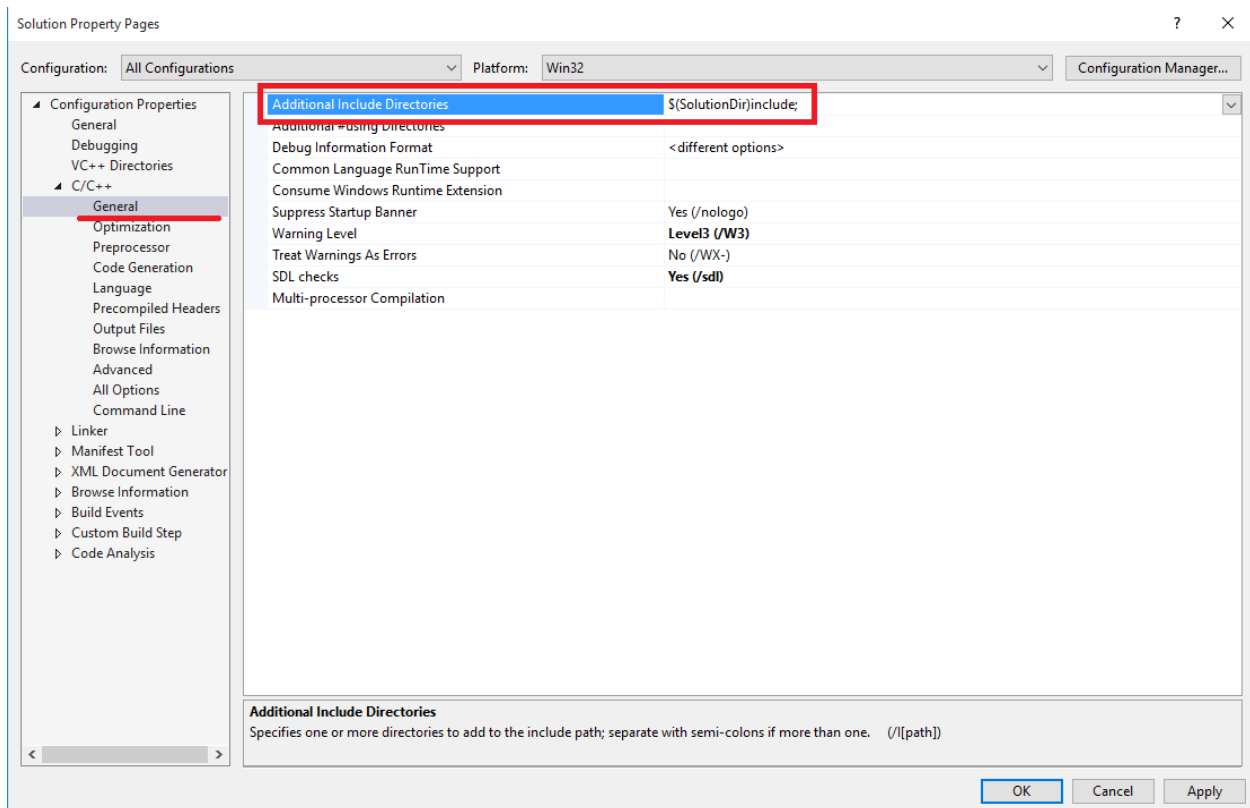 Solution Property Pages
? ×
Configuration: All Configurations Platform: Win32 Configuration Manager...
Configuration Properties
General
Debugging
VC++ Directories
C/C++
General
Optimization
Preprocessor
Code Generation
Language
Precompiled Headers
Output Files
Browse Information
Advanced
All Options
Command Line
Linker
Manifest Tool
XML Document Generator
Browse Information
Build Events
Custom Build Step
Code Analysis
Additional Include Directories $(SolutionDir)include;
Additional #using Directories
Debug Information Format <different options>
Common Language RunTime Support
Consume Windows Runtime Extension
Suppress Startup Banner Yes (/nologo)
Warning Level Level3 (/W3)
Treat Warnings As Errors No (/WX-)
SDL checks Yes (/sdl)
Multi-processor Compilation
Additional Include Directories
Specifies one or more directories to add to the include path; separate with semi-colons if more than one. (/I[path])
OK Cancel Apply